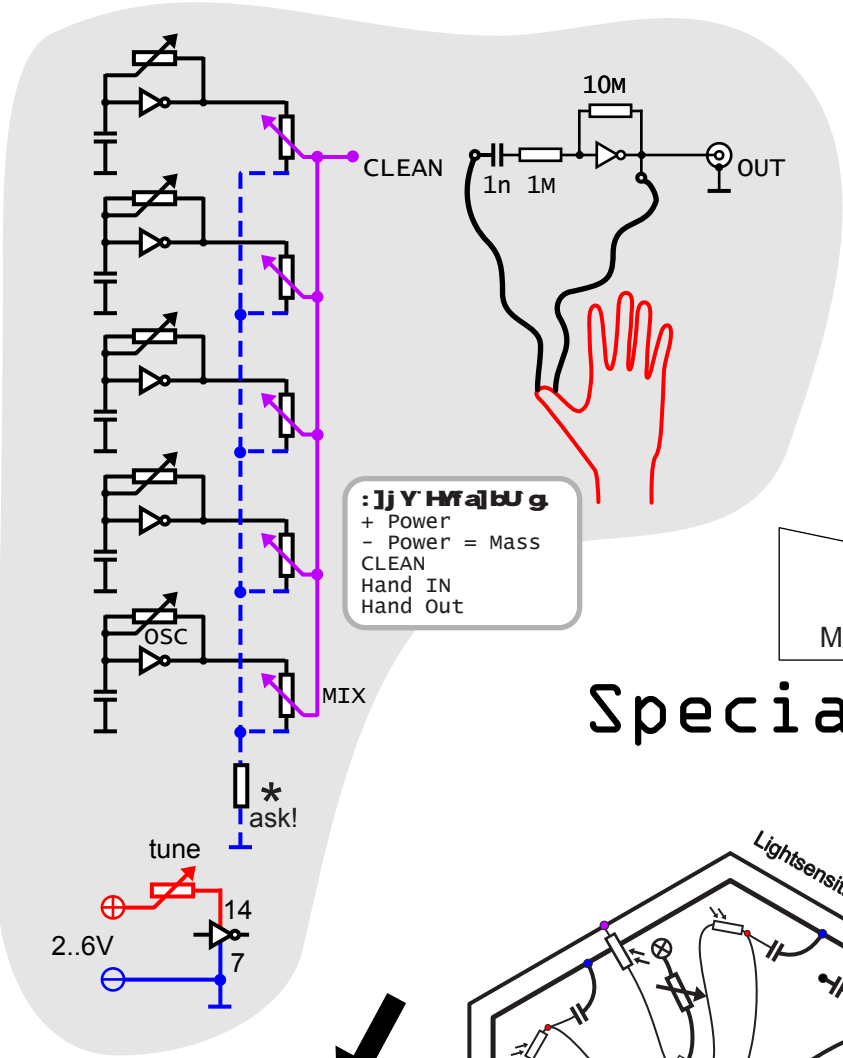 10M
CLEAN
1n 1M
OUT
+ Power
- Power = Mass
CLEAN
Hand IN
Hand Out
OSC
MIX
M
Specia
*
ask!
tune
14
2..6V
7
Lightsensit